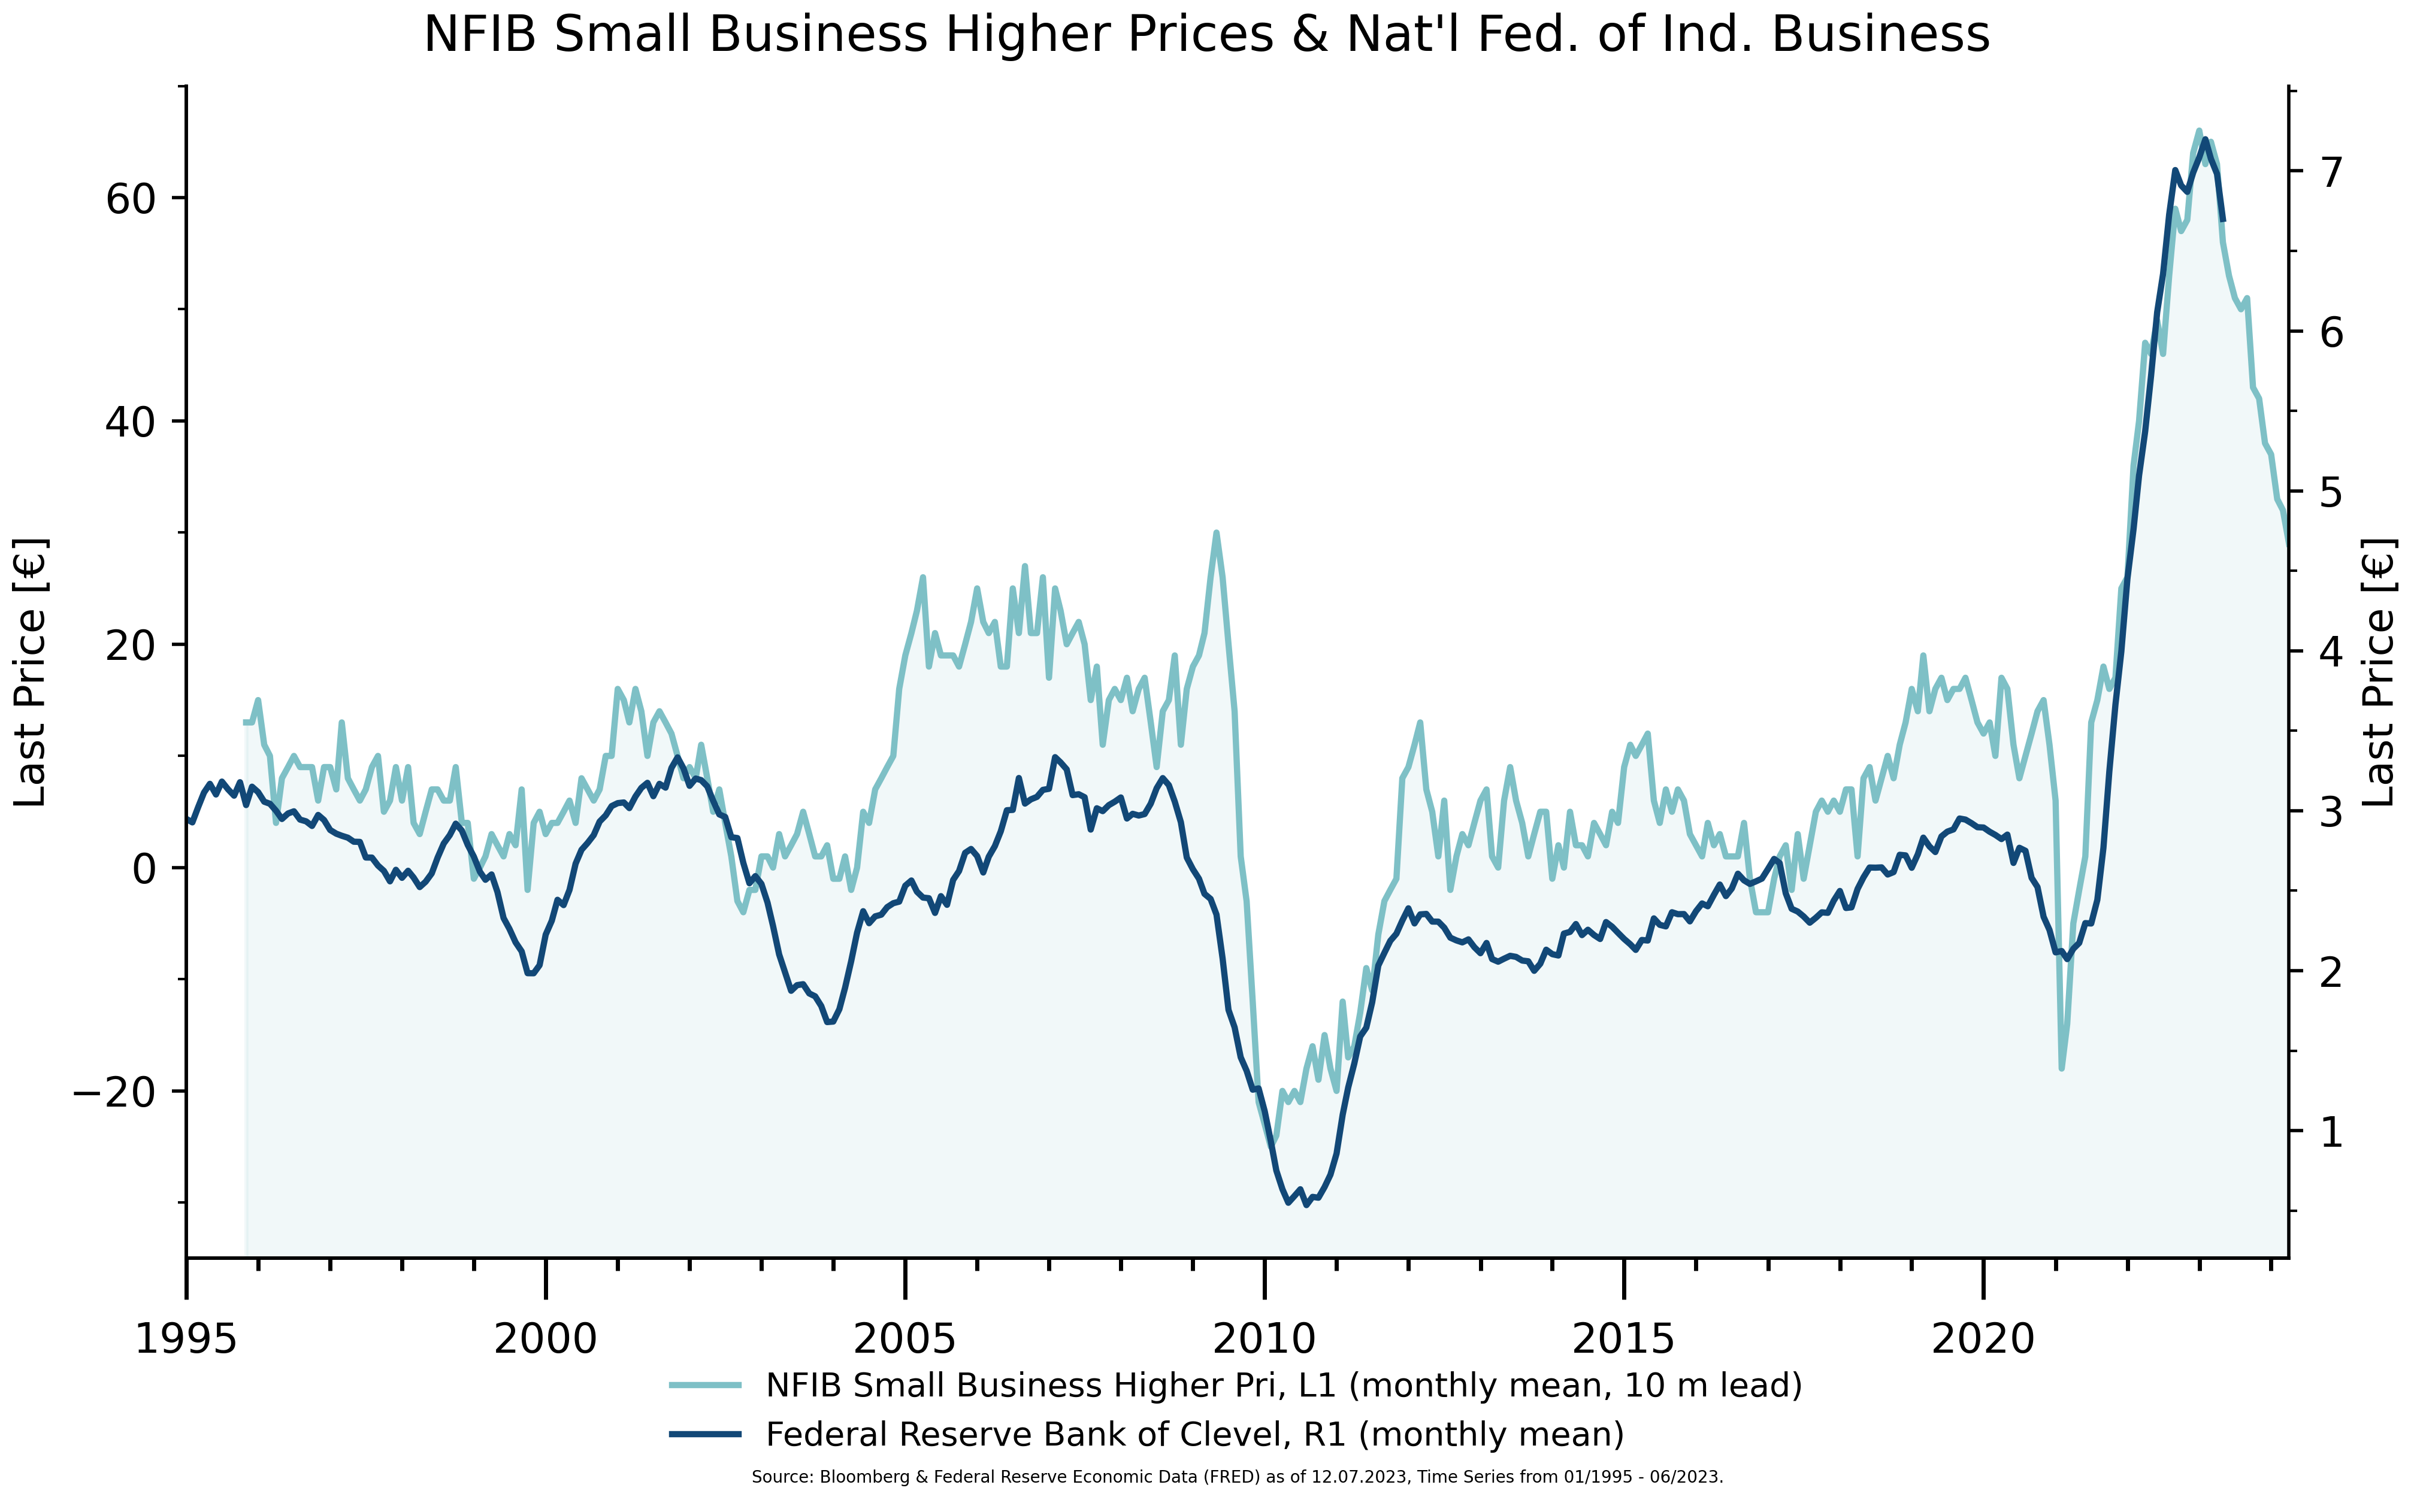 NFIB Small Business Higher Prices & Nat'l Fed. of Ind. Business
Last Price [€]
60
40
20
0
−20
7
6
5
4
3
2
1
Last Price [€]
1995 2000 2005 2010 2015 2020
NFIB Small Business Higher Pri, L1 (monthly mean, 10 m lead)
Federal Reserve Bank of Clevel, R1 (monthly mean)
Source: Bloomberg & Federal Reserve Economic Data (FRED) as of 12.07.2023, Time Series from 01/1995 - 06/2023.